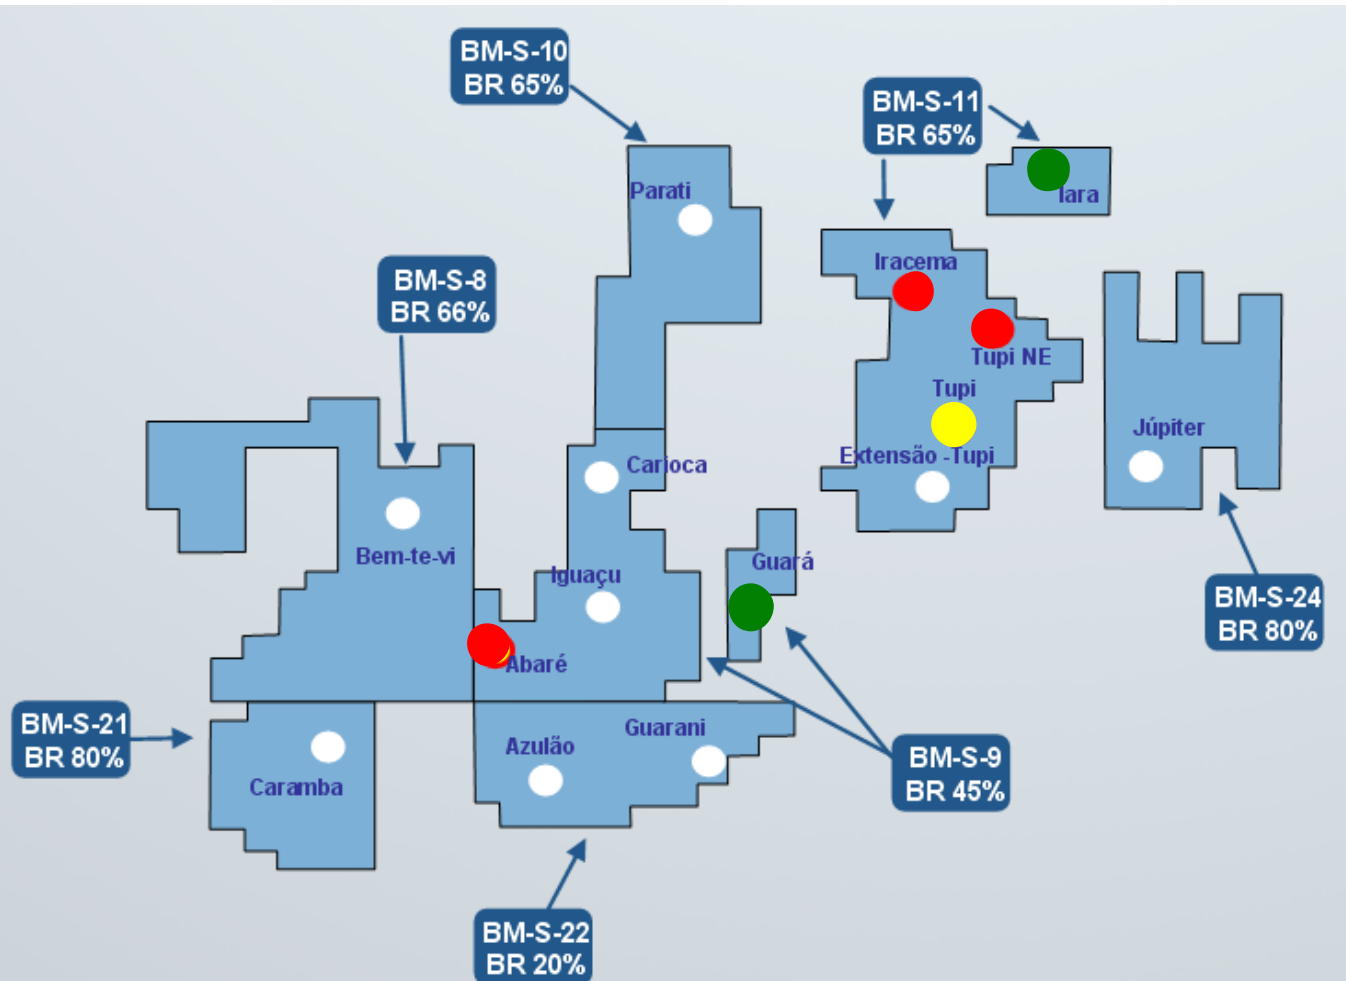 BM-S-10
BR 65%
BM-S-11
BR 65%
Parati
Iara
BM-S-8
BR 66%
Iracema
Tupi NE
Tupi
Extensão -Tupi
Júpiter
Carioca
Bem-te-vi
Iguaçu
Guará
BM-S-24
BR 80%
Abaré
BM-S-21
BR 80%
Caramba
Azulão
Guarani
BM-S-9
BR 45%
BM-S-22
BR 20%